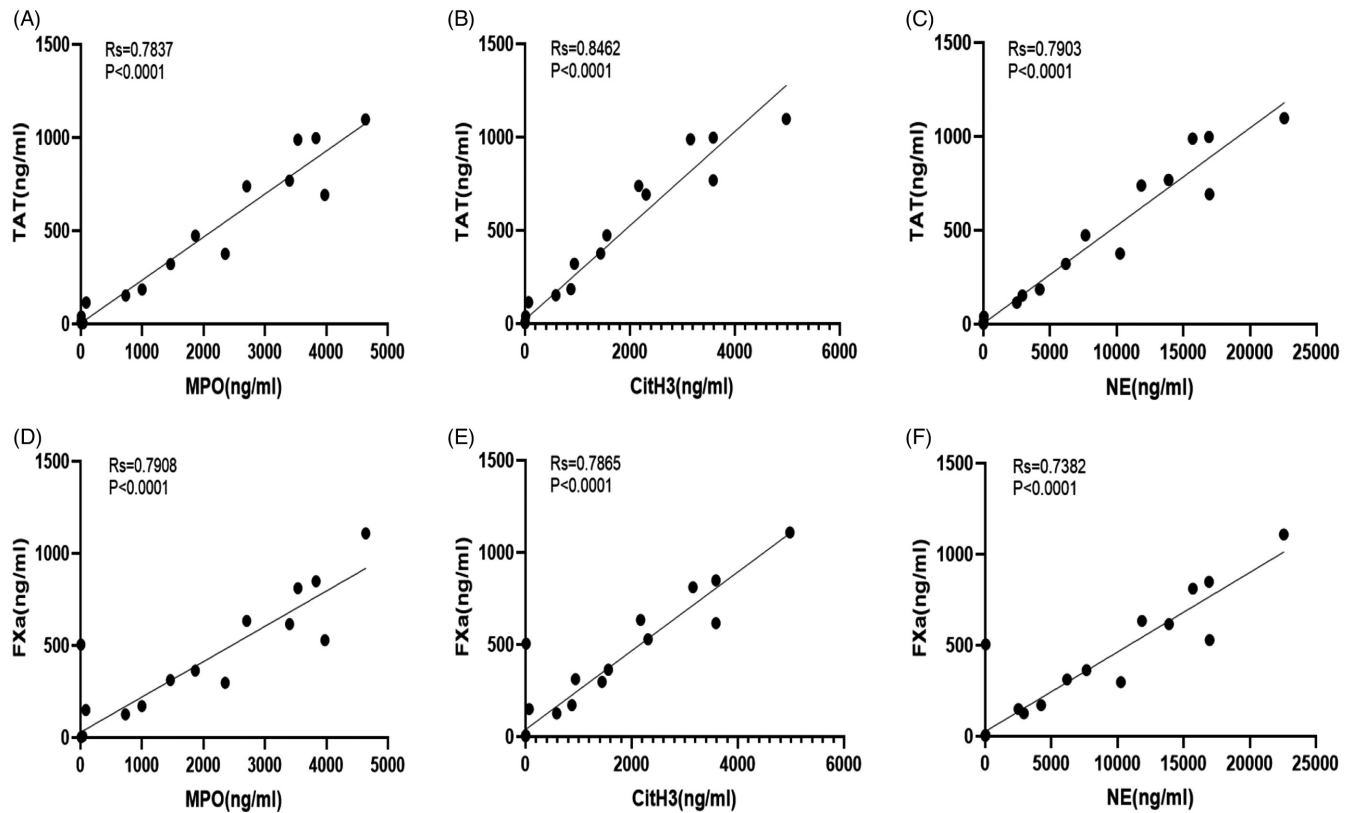 (A)
Rs=0.7837
P<0.0001
1500
1000
500
0
TAT(ng/ml)
0 1000 2000 3000 4000 5000
MPO(ng/ml)
(B)
Rs=0.8462
P<0.0001
1500
1000
500
0
TAT(ng/ml)
0 2000 4000 6000
CitH3(ng/ml)
(C)
Rs=0.7903
P<0.0001
1500
1000
500
0
TAT(ng/ml)
0 5000 10000 15000 20000 25000
NE(ng/ml)
(D)
Rs=0.7908
P<0.0001
1500
1000
500
0
FXa(ng/ml)
0 1000 2000 3000 4000 5000
MPO(ng/ml)
(E)
Rs=0.7865
P<0.0001
1500
1000
500
0
FXa(ng/ml)
0 2000 4000 6000
CitH3(ng/ml)
(F)
Rs=0.7382
P<0.0001
1500
1000
500
0
FXa(ng/ml)
0 5000 10000 15000 20000 25000
NE(ng/ml)